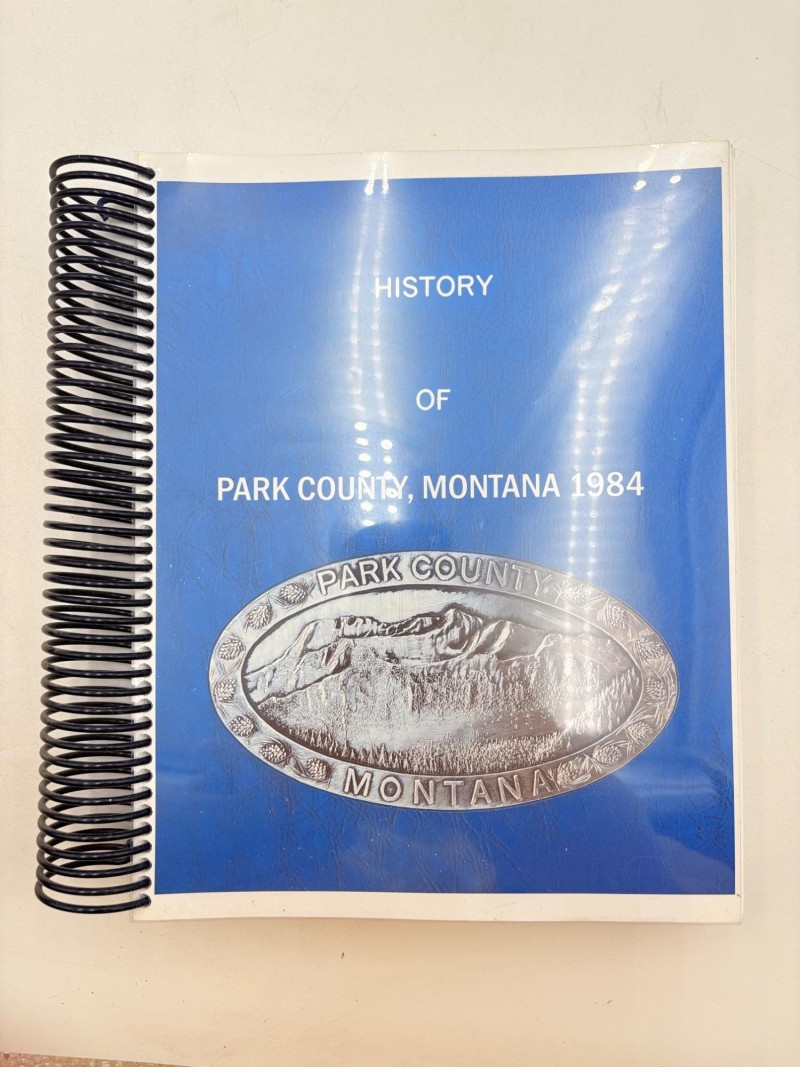 HISTORY
OF
PARK COUNTY, MONTANA 1984
PARK COUNTY
MONTANA